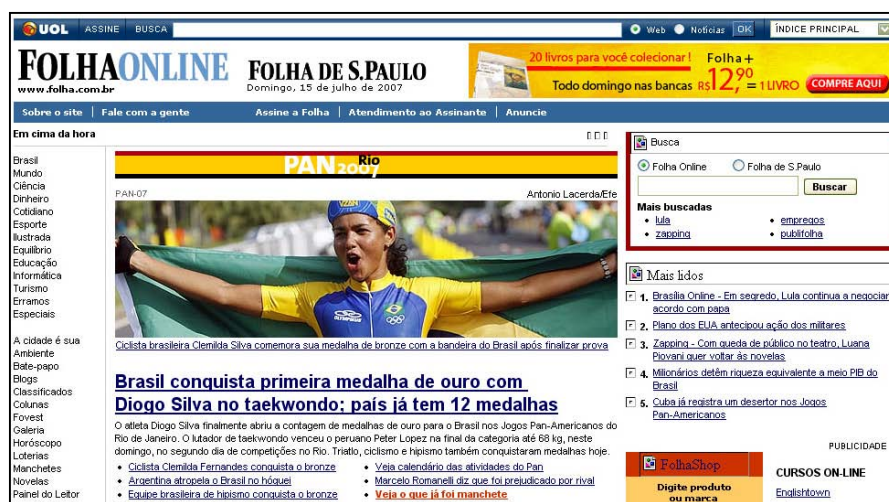 UOL ASSINE BUSCA Web Notícias OK ÍNDICE PRINCIPAL
FOLHAONLINE
www.folha.com.br
FOLHA DE S.PAULO
Domingo, 15 de julho de 2007
20 livros para você colecionar! Folha+
Todo domingo nas bancas R$12,90 = 1 LIVRO COMPRE AQUI
Sobre o site | Fale com a gente Assine a Folha | Atendimento ao Assinante | Anuncie
Em cima da hora
Brasil
Mundo
Ciência
Dinheiro
Cotidiano
Esporte
Ilustrada
Equilíbrio
Educação
Informática
Turismo
Erramos
Especiais
A cidade é sua
Ambiente
Bate-papo
Blogs
Classificados
Colunas
Fovest
Galeria
Horóscopo
Loterias
Manchetes
Novelas
Painel do Leitor
PAN Rio 2007
PAN-07 Antonio Lacerda/Efe
Ciclista brasileira Clemilda Silva comemora sua medalha de bronze com a bandeira do Brasil após finalizar prova
Brasil conquista primeira medalha de ouro com
Diogo Silva no taekwondo; país já tem 12 medalhas
O atleta Diogo Silva finalmente abriu a contagem de medalhas de ouro para o Brasil nos Jogos Pan-Americanos do
Rio de Janeiro. O lutador de taekwondo venceu o peruano Peter Lopez na final da categoria até 68 kg, neste
domingo, no segundo dia de competições no Rio. Triatlo, ciclismo e hipismo também conquistaram medalhas hoje.
• Ciclista Clemilda Fernandes conquista o bronze
• Argentina atropela o Brasil no hóquei
• Equipe brasileira de hipismo conquista o bronze
• Veja calendário das atividades do Pan
• Marcelo Romanelli diz que foi prejudicado por rival
• Veja o que já foi manchete
Busca
Folha Online Folha de S.Paulo
Buscar
Mais buscadas
• lula • empregos
• zapping • publifolha
Mais lidos
1. Brasília Online - Em segredo, Lula continua a negociar
acordo com papa
2. Plano dos EUA antecipou ação dos militares
3. Zapping - Com queda de público no teatro, Luana
Piovani quer voltar às novelas
4. Milionários detêm riqueza equivalente a meio PIB do
Brasil
5. Cuba já registra um desertor nos Jogos
Pan-Americanos
PUBLICIDADE
FolhaShop
Digite produto
ou marca
CURSOS ON-LINE
Englishtown